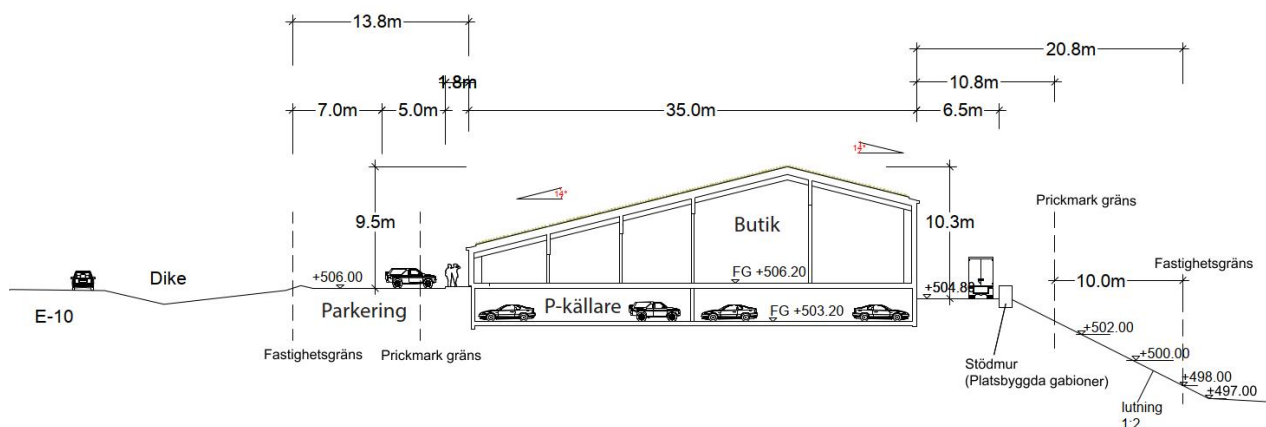 13.8m
20.8m
1.8m
10.8m
7.0m
5.0m
35.0m
6.5m
14°
14°
9.5m
Butik
10.3m
Prickmark gräns
Fastighetsgräns
Dike
+506.00
FG +506.20
+504.80
10.0m
E-10
Parkering
P-källare
FG +503.20
+502.00
Fastighetsgräns
Prickmark gräns
Stödmur
(Platsbyggda gabioner)
+500.00
+498.00
+497.00
lutning
1:2